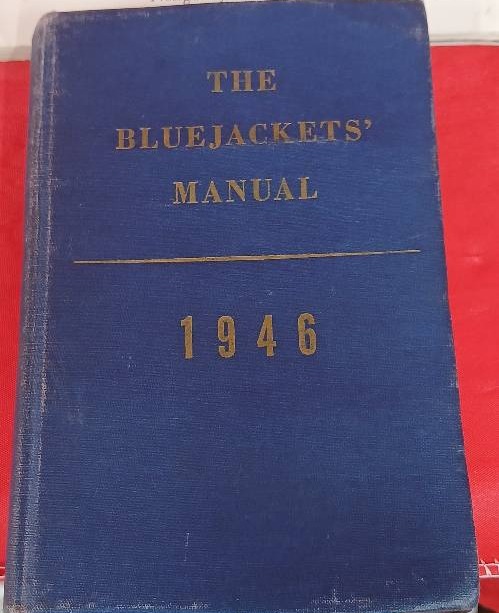 THE
BLUEJACKETS'
MANUAL
1946